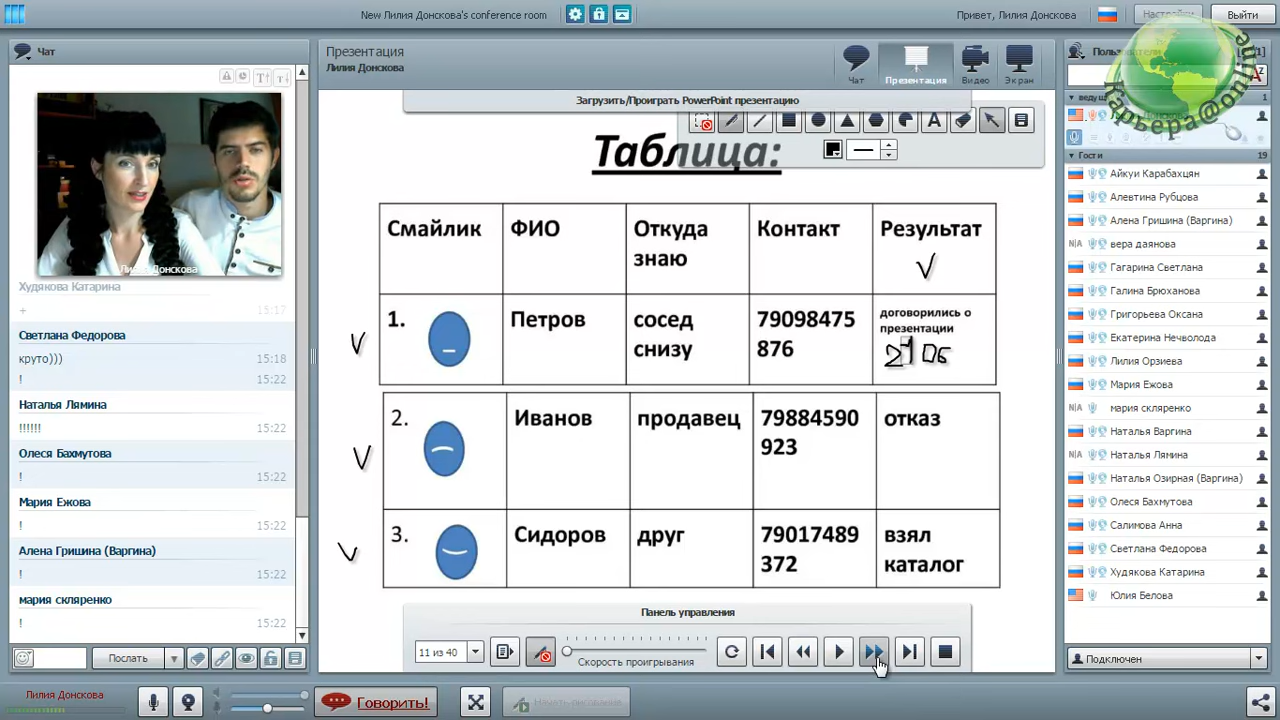 New Лилия Донскова's conference room
Привет, Лилия Донскова
Настройки
Выйти
Чат
Лилия Донскова
Худякова Катарина
+ 15:17
Светлана Федорова
круто))) 15:18
! 15:22
Наталья Лямина
!!!!!! 15:22
Олеся Бахмутова
! 15:22
Мария Ежова
! 15:22
Алена Гришина (Варгина)
! 15:22
мария скляренко
! 15:22
Послать
Презентация
Лилия Донскова
Чат
Презентация
Видео
Экран
Загрузить/Проиграть PowerPoint презентацию
Таблица:
Смайлик ФИО Откуда знаю Контакт Результат
V
V 1. Петров сосед снизу 79098475876 договорились о презентации
V 2. Иванов продавец 79884590923 отказ
V 3. Сидоров друг 79017489372 взял каталог
Панель управления
11 из 40
Скорость проигрывания
карьера@online
ведущ
Гости 19
Айкуи Карабахцян
Алевтина Рубцова
Алена Гришина (Варгина)
N/A вера даянова
Гагарина Светлана
Галина Брюханова
Григорьева Оксана
Екатерина Нечволода
Лилия Орзиева
Мария Ежова
N/A мария скляренко
Наталья Варгина
N/A Наталья Лямина
Наталья Озирная (Варгина)
Олеся Бахмутова
Салимова Анна
Светлана Федорова
Худякова Катарина
Юлия Белова
Подключен
Лилия Донскова
Говорить!